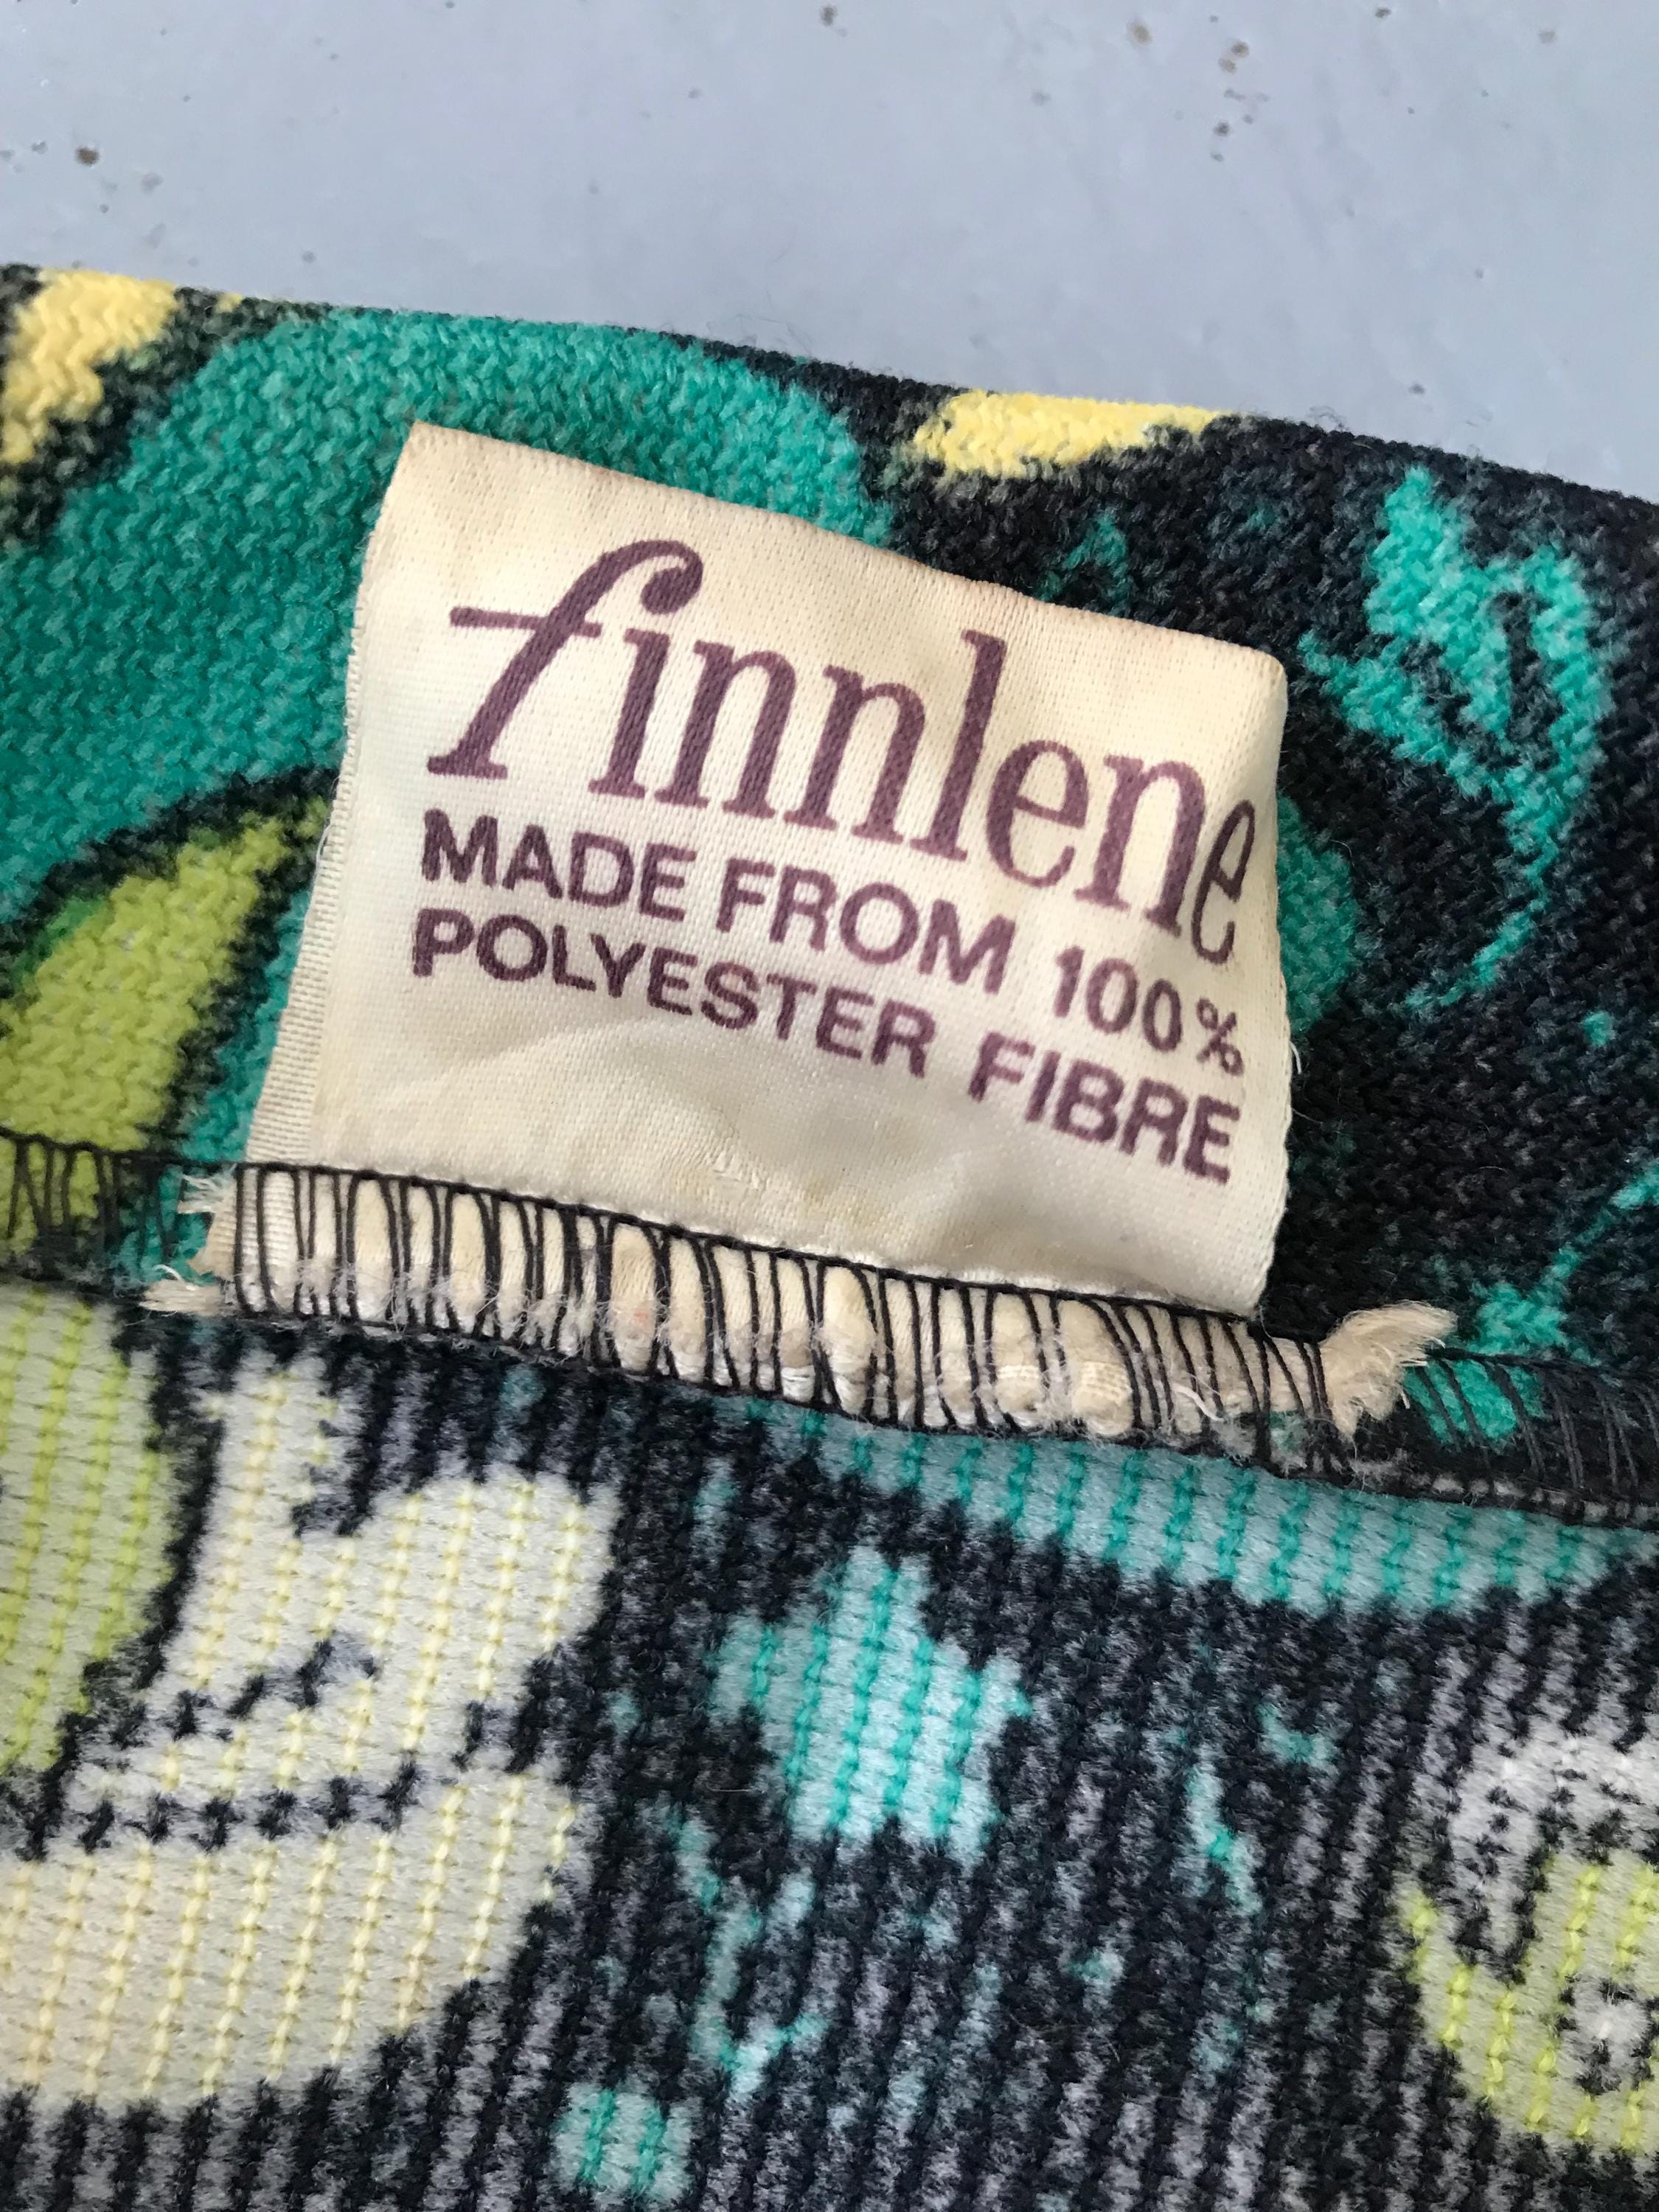 finnlene
MADE FROM 100%
POLYESTER FIBRE